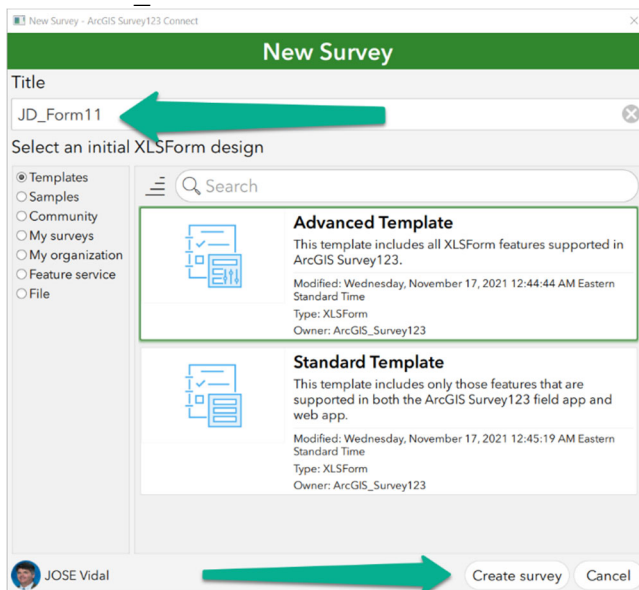 New Survey - ArcGIS Survey123 Connect
New Survey
Title
JD_Form11
Select an initial XLSForm design
Templates
Samples
Community
My surveys
My organization
Feature service
File
Search
Advanced Template
This template includes all XLSForm features supported in
ArcGIS Survey123.
Modified: Wednesday, November 17, 2021 12:44:44 AM Eastern
Standard Time
Type: XLSForm
Owner: ArcGIS_Survey123
Standard Template
This template includes only those features that are
supported in both the ArcGIS Survey123 field app and
web app.
Modified: Wednesday, November 17, 2021 12:45:19 AM Eastern
Standard Time
Type: XLSForm
Owner: ArcGIS_Survey123
JOSE Vidal
Create survey
Cancel